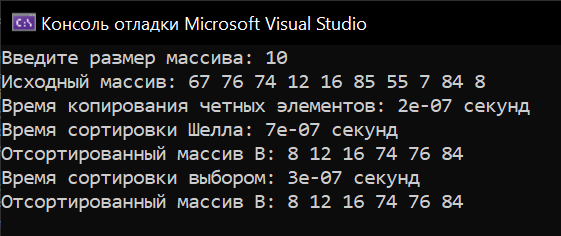 Консоль отладки Microsoft Visual Studio
Введите размер массива: 10
Исходный массив: 67 76 74 12 16 85 55 7 84 8
Время копирования четных элементов: 2e-07 секунд
Время сортировки Шелла: 7e-07 секунд
Отсортированный массив B: 8 12 16 74 76 84
Время сортировки выбором: 3e-07 секунд
Отсортированный массив B: 8 12 16 74 76 84